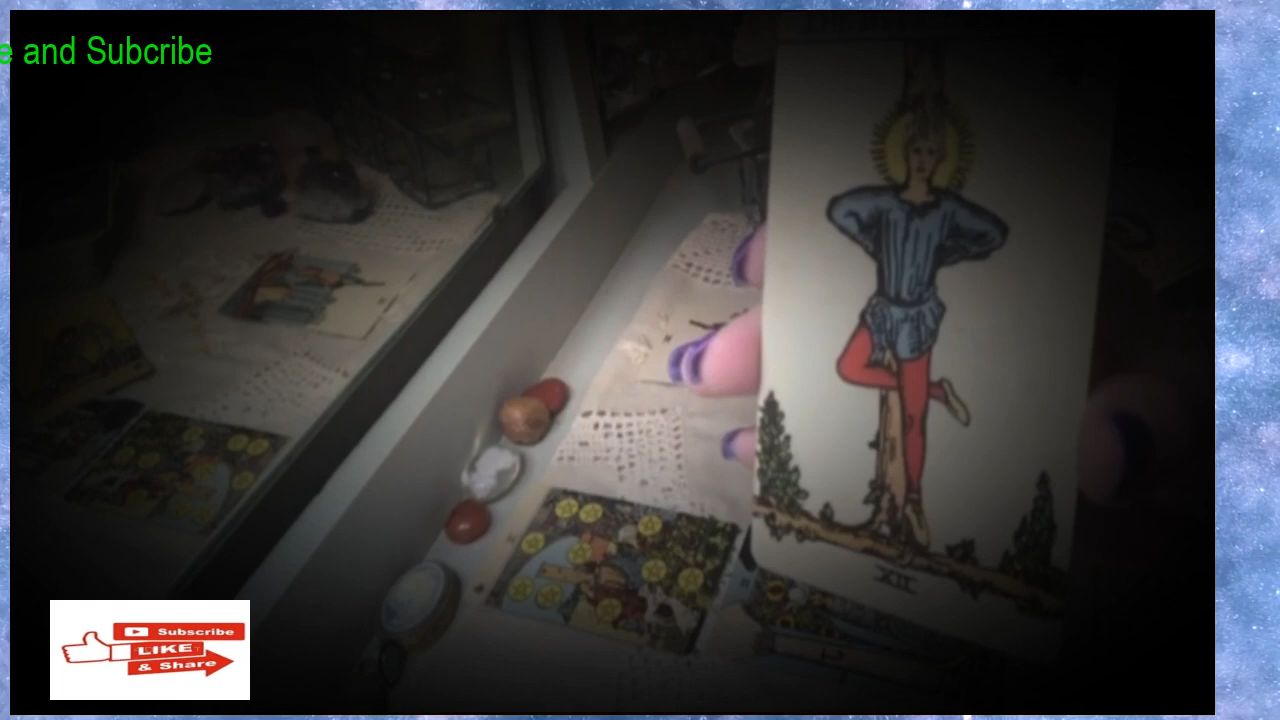 e and Subcribe
XII
Subscribe
LIKE
& Share